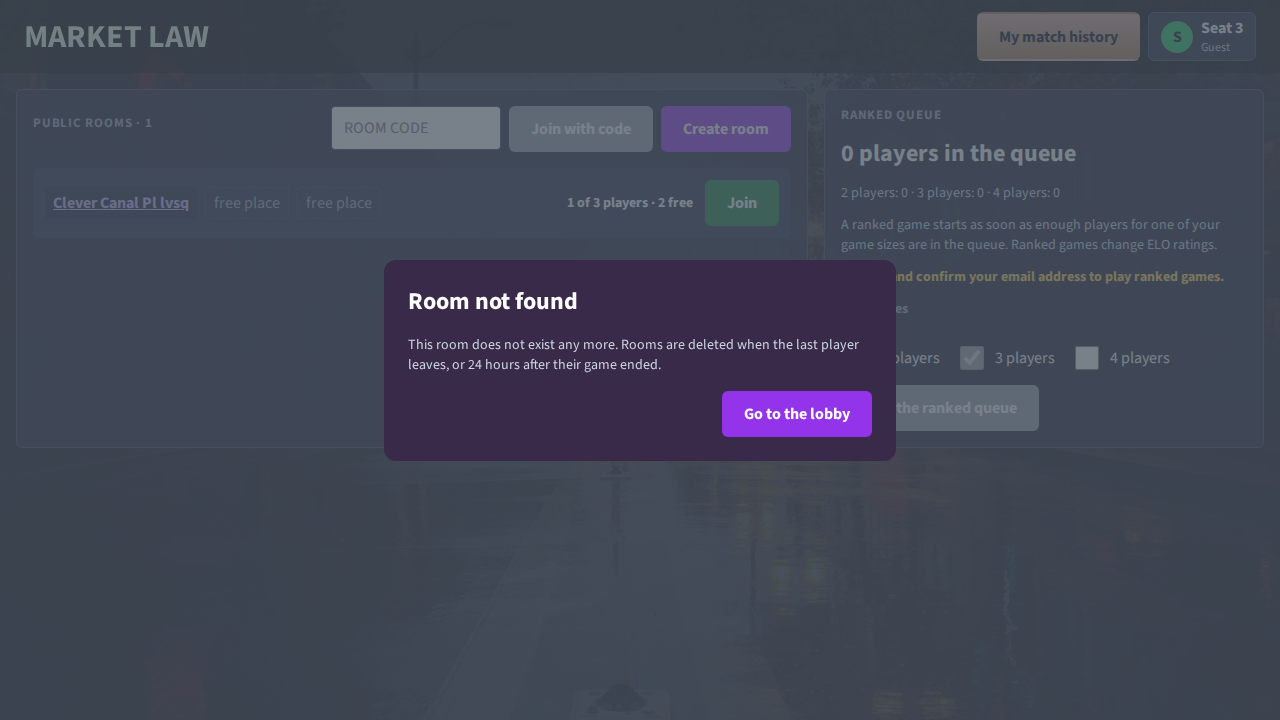 MARKET LAW
My match history
S
Seat 3
Guest
PUBLIC ROOMS · 1
ROOM CODE
Join with code
Create room
Clever Canal Pl lvsq
free place
free place
1 of 3 players · 2 free
Join
RANKED QUEUE
0 players in the queue
2 players: 0 · 3 players: 0 · 4 players: 0
A ranked game starts as soon as enough players for one of your
game sizes are in the queue. Ranked games change ELO ratings.
and confirm your email address to play ranked games.
players
3 players
4 players
the ranked queue
Room not found
This room does not exist any more. Rooms are deleted when the last player
leaves, or 24 hours after their game ended.
Go to the lobby